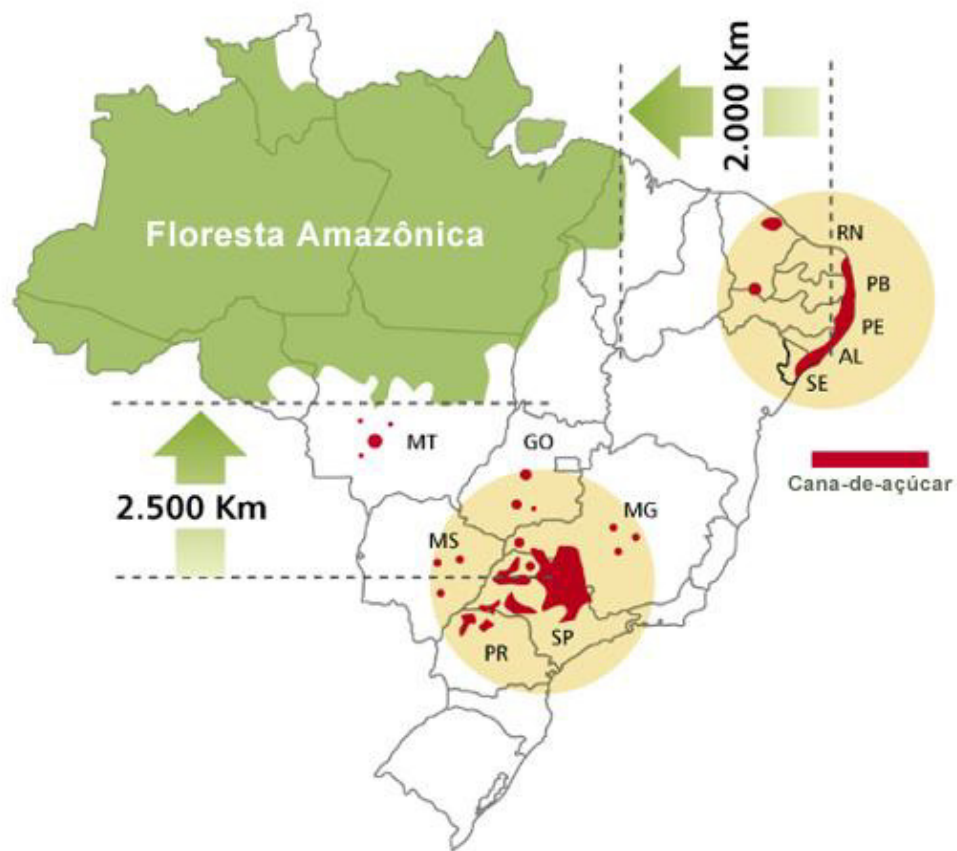 2.000 Km
Floresta Amazônica
RN
PB
PE
AL
SE
MT
GO
Cana-de-açúcar
2.500 Km
MG
MS
SP
PR